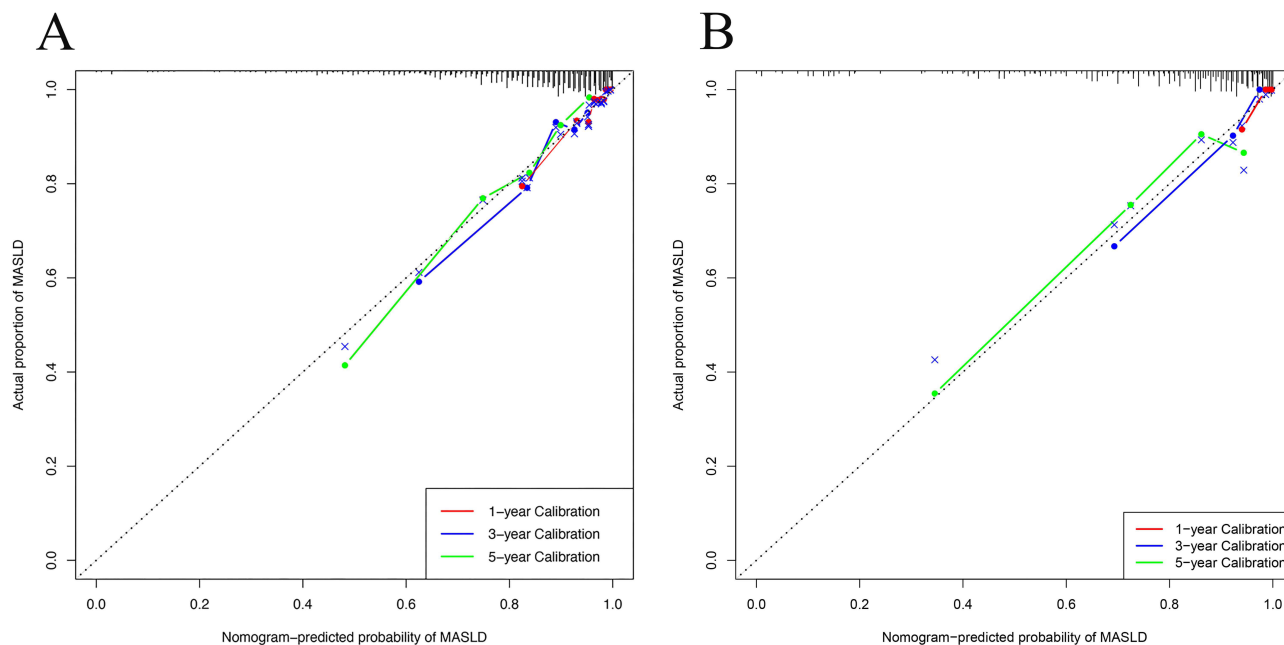 A
1.0
0.8
0.6
0.4
0.2
0.0
Actual proportion of MASLD
1-year Calibration
3-year Calibration
5-year Calibration
0.0 0.2 0.4 0.6 0.8 1.0
Nomogram-predicted probability of MASLD
B
1.0
0.8
0.6
0.4
0.2
0.0
Actual proportion of MASLD
1-year Calibration
3-year Calibration
5-year Calibration
0.0 0.2 0.4 0.6 0.8 1.0
Nomogram-predicted probability of MASLD